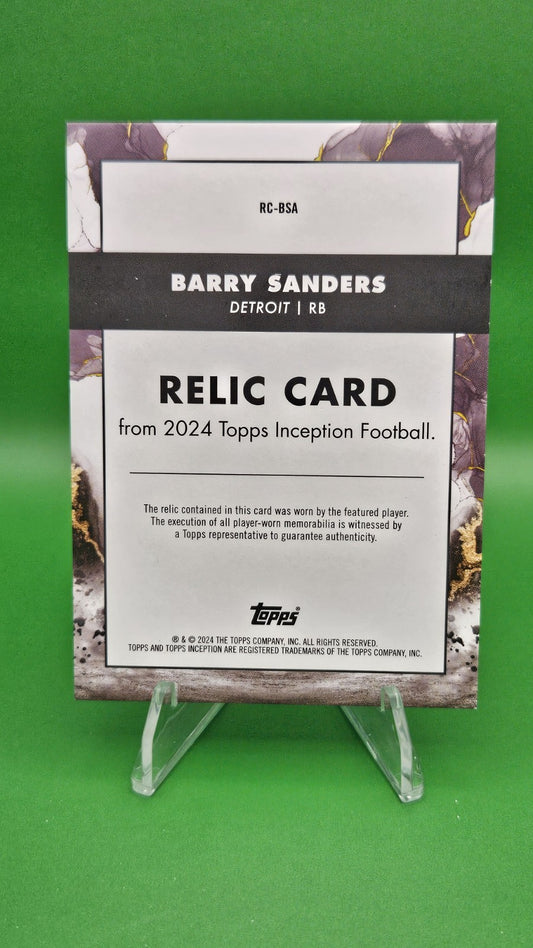 RC-BSA
BARRY SANDERS
DETROIT | RB
RELIC CARD
from 2024 Topps Inception Football.
The relic contained in this card was worn by the featured player.
The execution of all player-worn memorabilia is witnessed by
a Topps representative to guarantee authenticity.
Topps®
® & © 2024 THE TOPPS COMPANY, INC. ALL RIGHTS RESERVED.
TOPPS AND TOPPS INCEPTION ARE REGISTERED TRADEMARKS OF THE TOPPS COMPANY, INC.